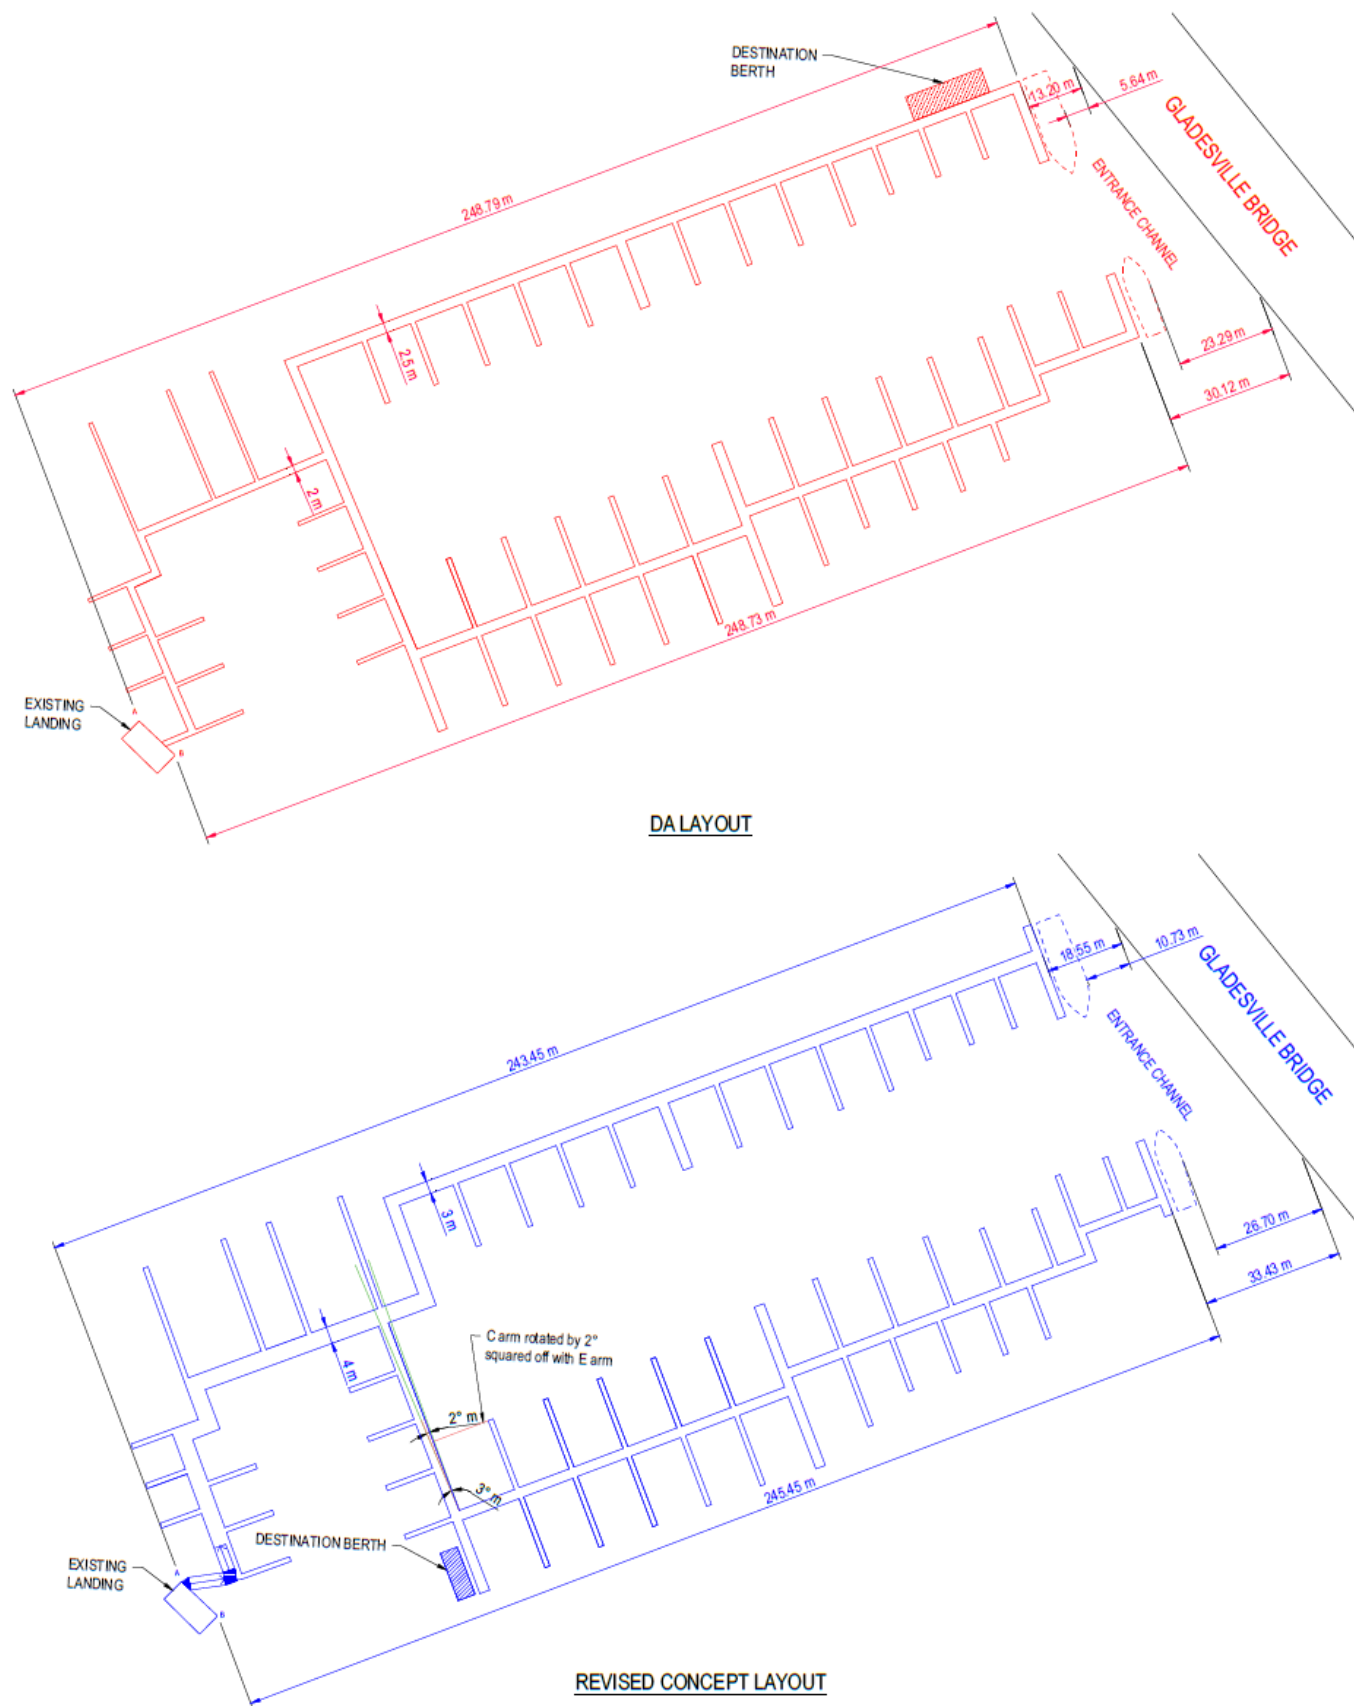 DESTINATION
BERTH
13.20 m
5.64 m
GLADESVILLE BRIDGE
ENTRANCE CHANNEL
248.79 m
2.5 m
23.29 m
30.12 m
2 m
248.73 m
EXISTING
LANDING
A
B
DA LAYOUT
18.55 m
10.73 m
GLADESVILLE BRIDGE
ENTRANCE CHANNEL
243.45 m
3 m
26.70 m
33.43 m
C arm rotated by 2°
squared off with E arm
4 m
2° m
3° m
245.45 m
DESTINATION BERTH
EXISTING
LANDING
A
B
REVISED CONCEPT LAYOUT